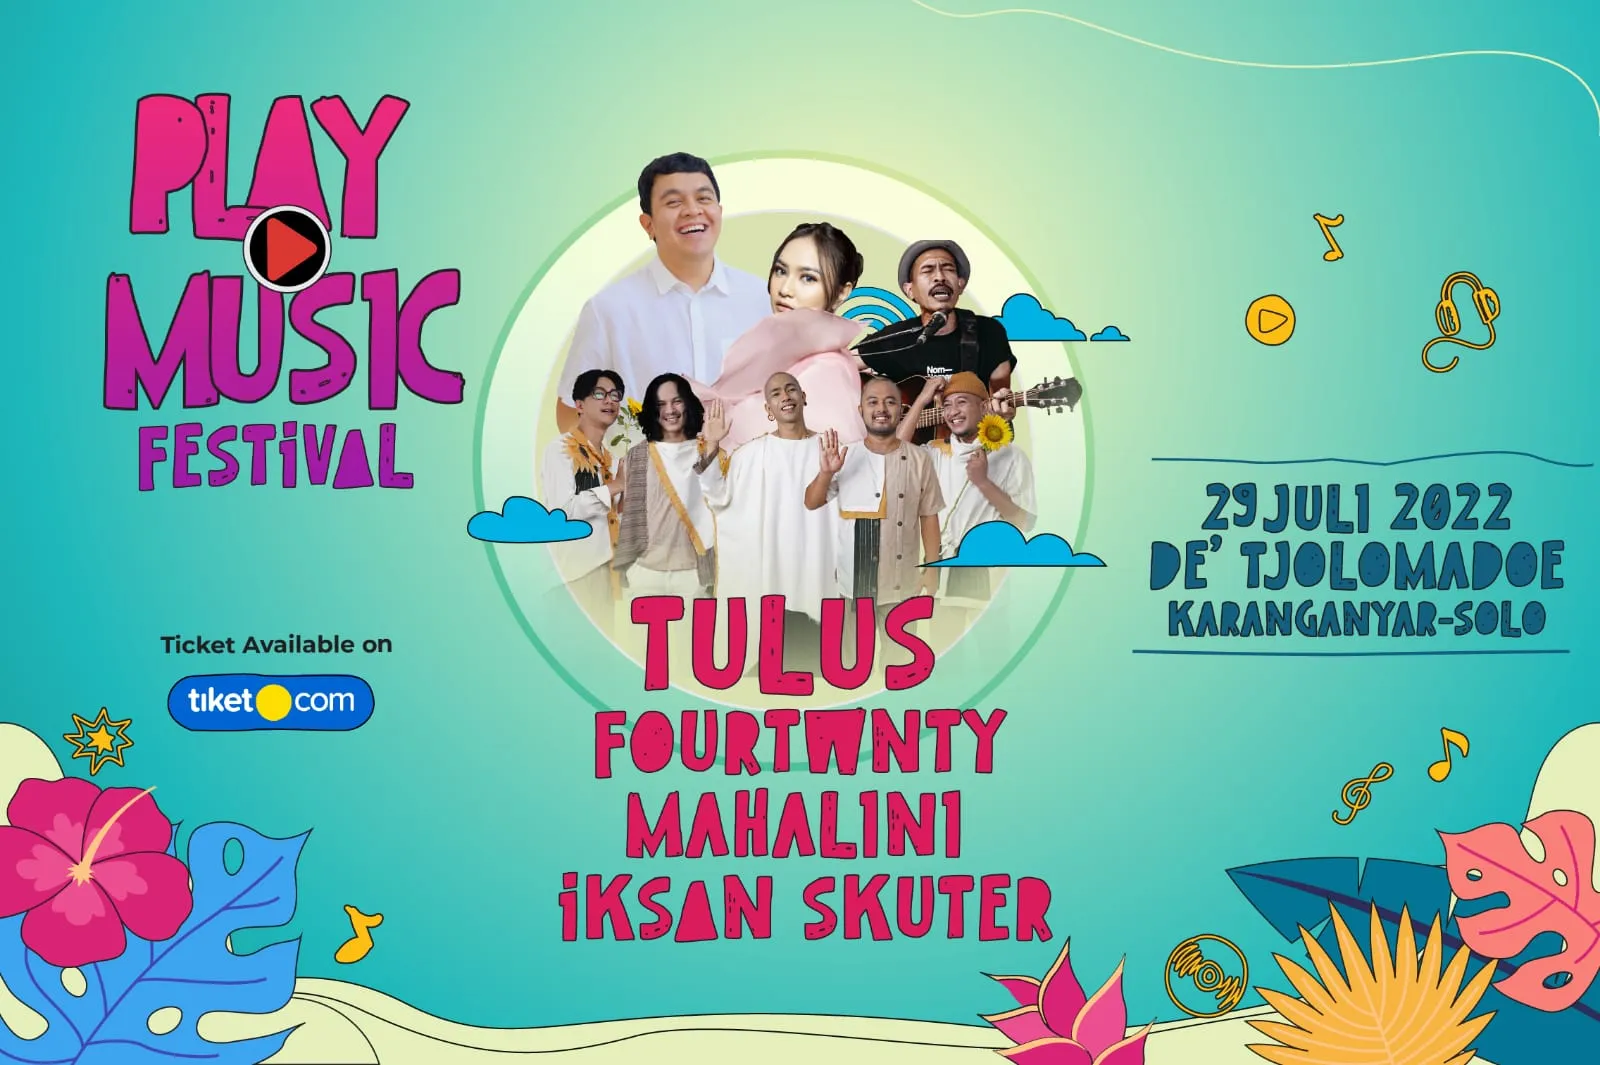 PLAY
MUSIC
FESTiVAL
Ticket Available on
tiket.com
Nom—
TULUS
FOURTWNTY
MAHALINI
iKSAN SKUTER
29 JULI 2022
DE' TJOLOMADOE
KARANGANYAR-SOLO